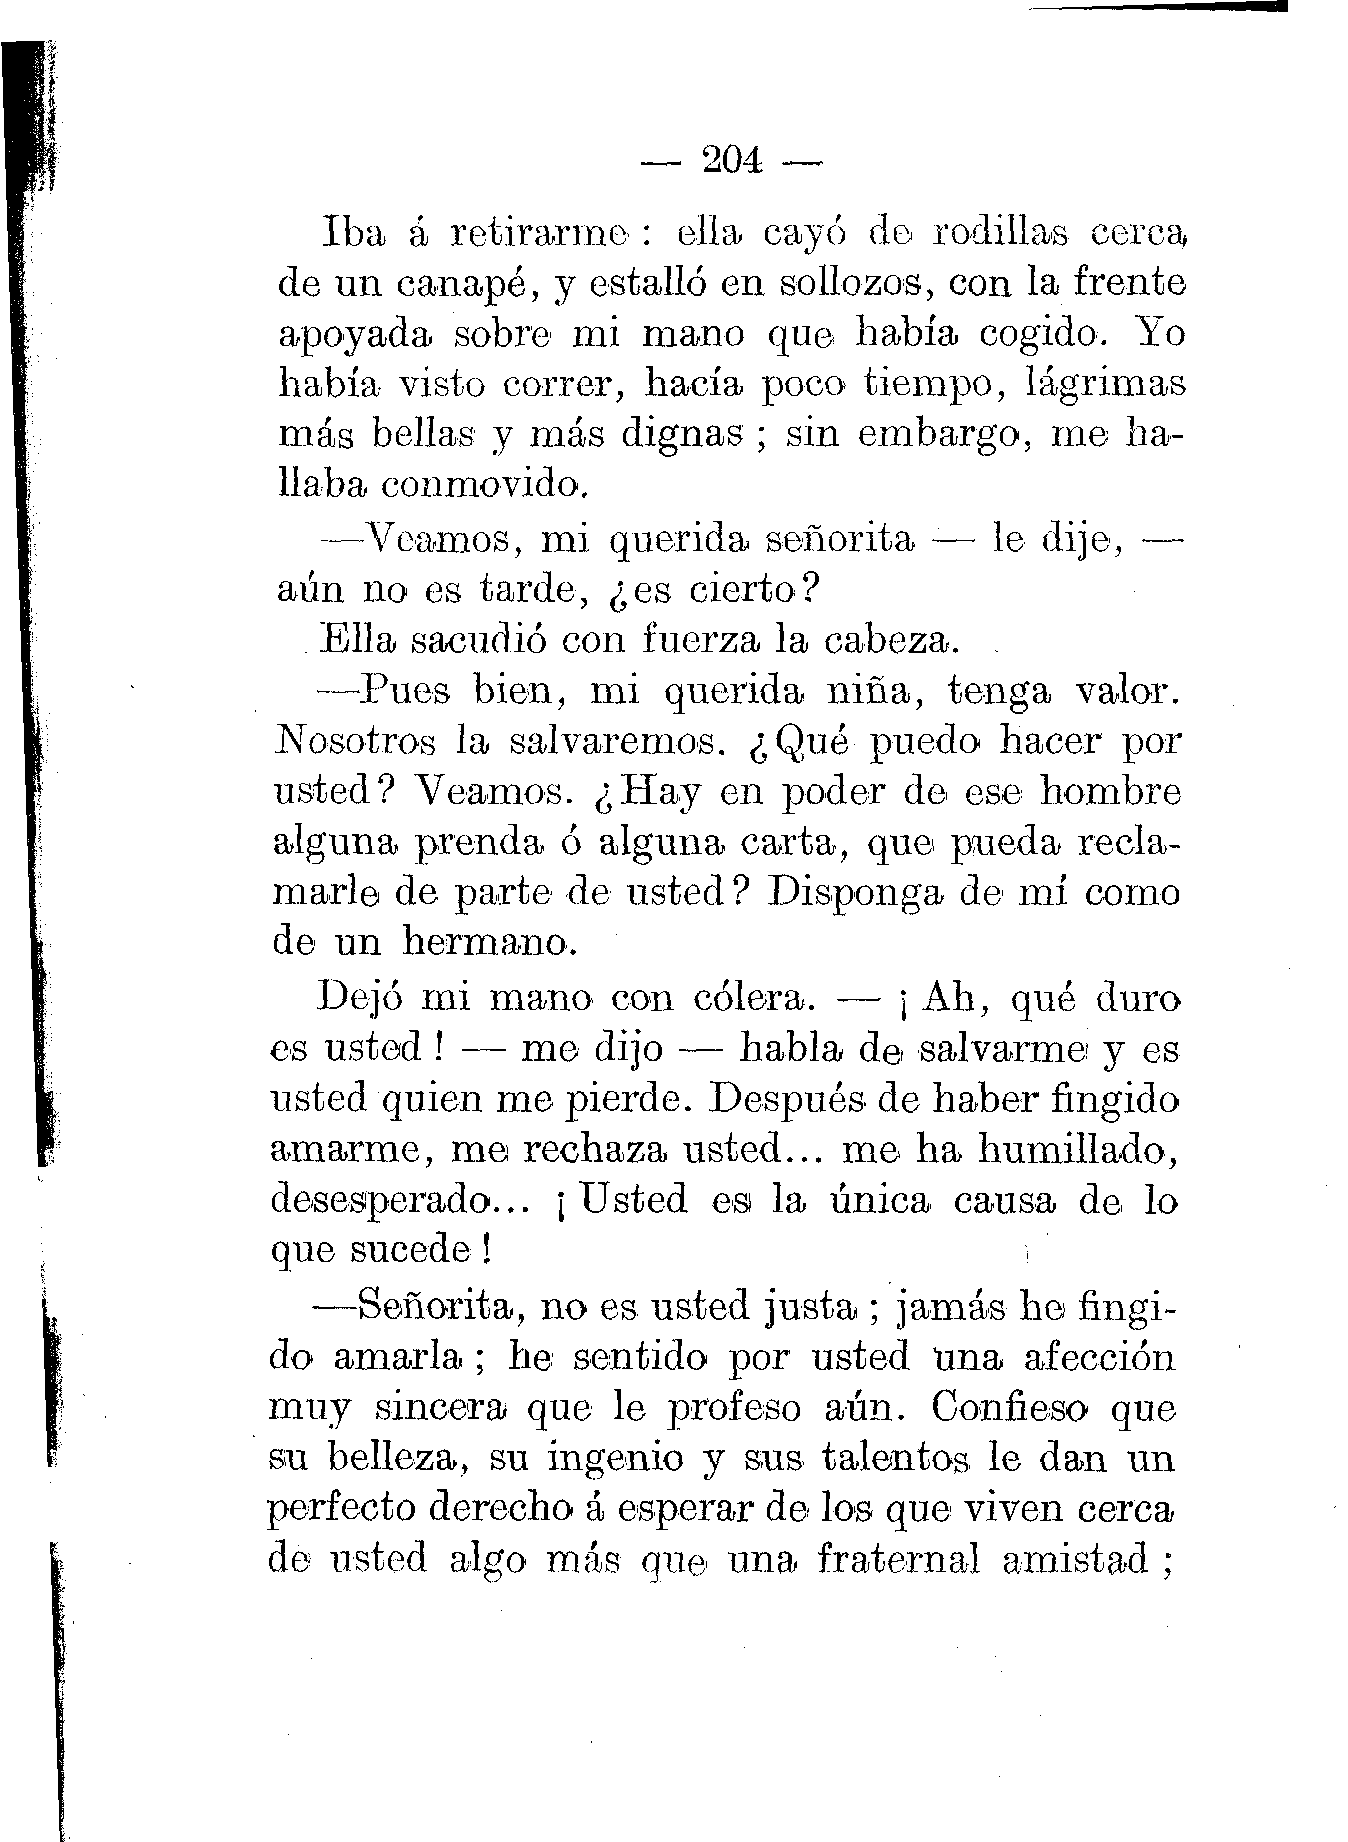 — 204 —
Iba á retirarme : ella cayó de rodillas cerca
de un canapé, y estalló en sollozos, con la frente
apoyada sobre mi mano que había cogido. Yo
había visto correr, hacía poco tiempo, lágrimas
más bellas y más dignas ; sin embargo, me ha-
llaba conmovido.
—Veamos, mi querida señorita — le dije, —
aún no es tarde, ¿es cierto?
Ella sacudió con fuerza la cabeza.
—Pues bien, mi querida niña, tenga valor.
Nosotros la salvaremos. ¿Qué puedo hacer por
usted? Veamos. ¿Hay en poder de ese hombre
alguna prenda ó alguna carta, que pueda recla-
marle de parte de usted? Disponga de mí como
de un hermano.
Dejó mi mano con cólera. — ¡ Ah, qué duro
es usted ! — me dijo — habla de salvarme y es
usted quien me pierde. Después de haber fingido
amarme, me rechaza usted... me ha humillado,
desesperado... ¡ Usted es la única causa de lo
que sucede !
—Señorita, no es usted justa ; jamás he fingi-
do amarla ; he sentido por usted una afección
muy sincera que le profeso aún. Confieso que
su belleza, su ingenio y sus talentos le dan un
perfecto derecho á esperar de los que viven cerca
de usted algo más que una fraternal amistad ;